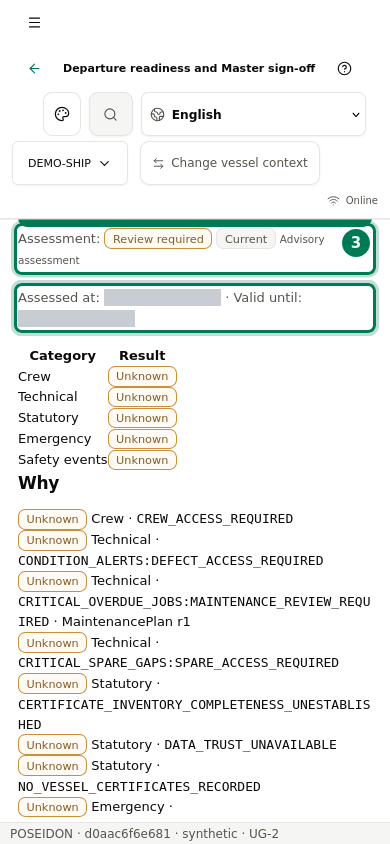 Departure readiness and Master sign-off
English
DEMO-SHIP
Change vessel context
Online
Assessment: Review required Current Advisory
assessment
3
Assessed at: · Valid until:
Category Result
Crew Unknown
Technical Unknown
Statutory Unknown
Emergency Unknown
Safety events Unknown
Why
Unknown Crew · CREW_ACCESS_REQUIRED
Unknown Technical ·
CONDITION_ALERTS:DEFECT_ACCESS_REQUIRED
Unknown Technical ·
CRITICAL_OVERDUE_JOBS:MAINTENANCE_REVIEW_REQU
IRED · MaintenancePlan r1
Unknown Technical ·
CRITICAL_SPARE_GAPS:SPARE_ACCESS_REQUIRED
Unknown Statutory ·
CERTIFICATE_INVENTORY_COMPLETENESS_UNESTABLIS
HED
Unknown Statutory · DATA_TRUST_UNAVAILABLE
Unknown Statutory ·
NO_VESSEL_CERTIFICATES_RECORDED
Unknown Emergency ·
POSEIDON · d0aac6f6e681 · synthetic · UG-2